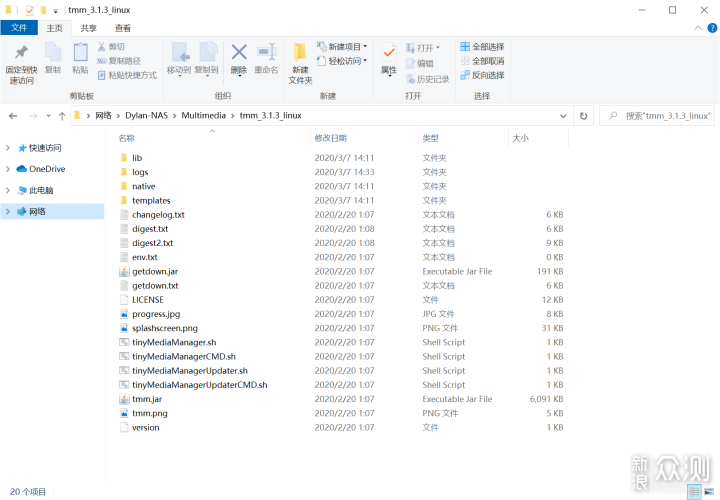 tmm_3.1.3_linux
文件 主页 共享 查看
固定到快速访问
复制
粘贴
剪切
复制路径
粘贴快捷方式
剪贴板
移动到 复制到 删除 重命名
组织
新建文件夹
新建项目
轻松访问
新建
属性
打开
编辑
历史记录
打开
全部选择
全部取消
反向选择
选择
网络 > Dylan-NAS > Multimedia > tmm_3.1.3_linux
搜索"tmm_3.1.3_linux"
快速访问
OneDrive
此电脑
网络
名称 修改日期 类型 大小
lib 2020/3/7 14:11 文件夹
logs 2020/3/7 14:33 文件夹
native 2020/3/7 14:11 文件夹
templates 2020/3/7 14:11 文件夹
changelog.txt 2020/2/20 1:07 文本文档 6 KB
digest.txt 2020/2/20 1:08 文本文档 6 KB
digest2.txt 2020/2/20 1:08 文本文档 9 KB
env.txt 2020/2/20 1:07 文本文档 0 KB
getdown.jar 2020/2/20 1:07 Executable Jar File 191 KB
getdown.txt 2020/2/20 1:07 文本文档 6 KB
LICENSE 2020/2/20 1:07 文件 12 KB
progress.jpg 2020/2/20 1:07 JPG 文件 8 KB
splashscreen.png 2020/2/20 1:07 PNG 文件 31 KB
tinyMediaManager.sh 2020/2/20 1:07 Shell Script 1 KB
tinyMediaManagerCMD.sh 2020/2/20 1:07 Shell Script 1 KB
tinyMediaManagerUpdater.sh 2020/2/20 1:07 Shell Script 1 KB
tinyMediaManagerUpdaterCMD.sh 2020/2/20 1:07 Shell Script 1 KB
tmm.jar 2020/2/20 1:07 Executable Jar File 6,091 KB
tmm.png 2020/2/20 1:07 PNG 文件 5 KB
version 2020/2/20 1:07 文件 1 KB
20 个项目
新浪众测